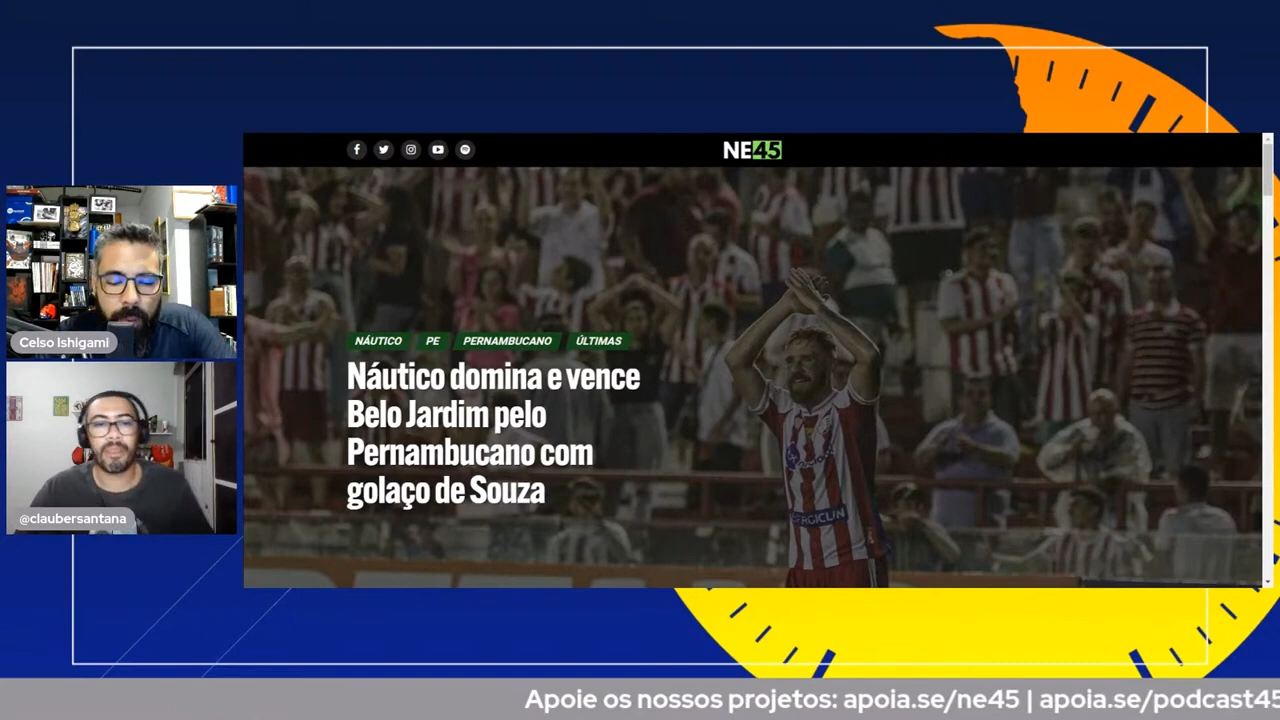 NE45
Celso Ishigami
@claubersantana
NÁUTICO PE PERNAMBUCANO ÚLTIMAS
Náutico domina e vence
Belo Jardim pelo
Pernambucano com
golaço de Souza
Apoie os nossos projetos: apoia.se/ne45 | apoia.se/podcast45